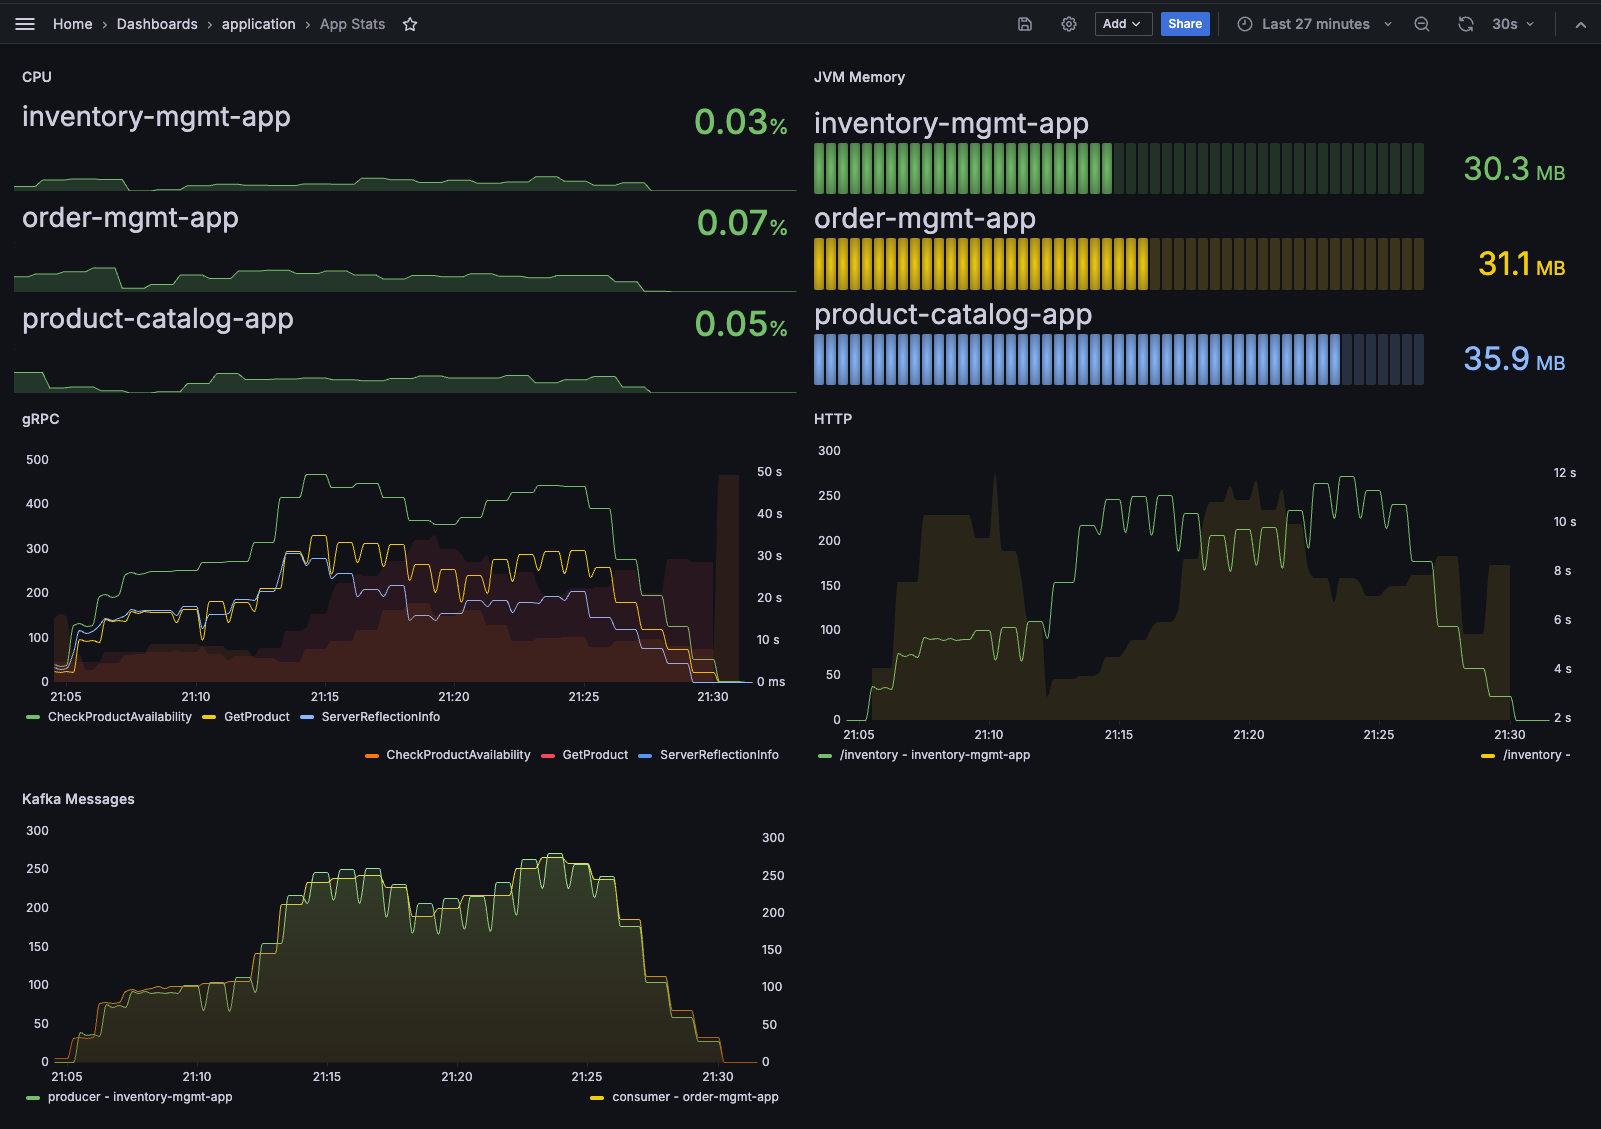 Home › Dashboards › application › App Stats
Add
Share
Last 27 minutes
30s
CPU
inventory-mgmt-app
0.03%
order-mgmt-app
0.07%
product-catalog-app
0.05%
JVM Memory
inventory-mgmt-app
30.3 MB
order-mgmt-app
31.1 MB
product-catalog-app
35.9 MB
gRPC
500
400
300
200
100
0
50 s
40 s
30 s
20 s
10 s
0 ms
21:05 21:10 21:15 21:20 21:25 21:30
CheckProductAvailability GetProduct ServerReflectionInfo
CheckProductAvailability GetProduct ServerReflectionInfo
HTTP
300
250
200
150
100
50
0
12 s
10 s
8 s
6 s
4 s
2 s
21:05 21:10 21:15 21:20 21:25 21:30
/inventory - inventory-mgmt-app
/inventory -
Kafka Messages
300
250
200
150
100
50
0
300
250
200
150
100
50
0
21:05 21:10 21:15 21:20 21:25 21:30
producer - inventory-mgmt-app
consumer - order-mgmt-app